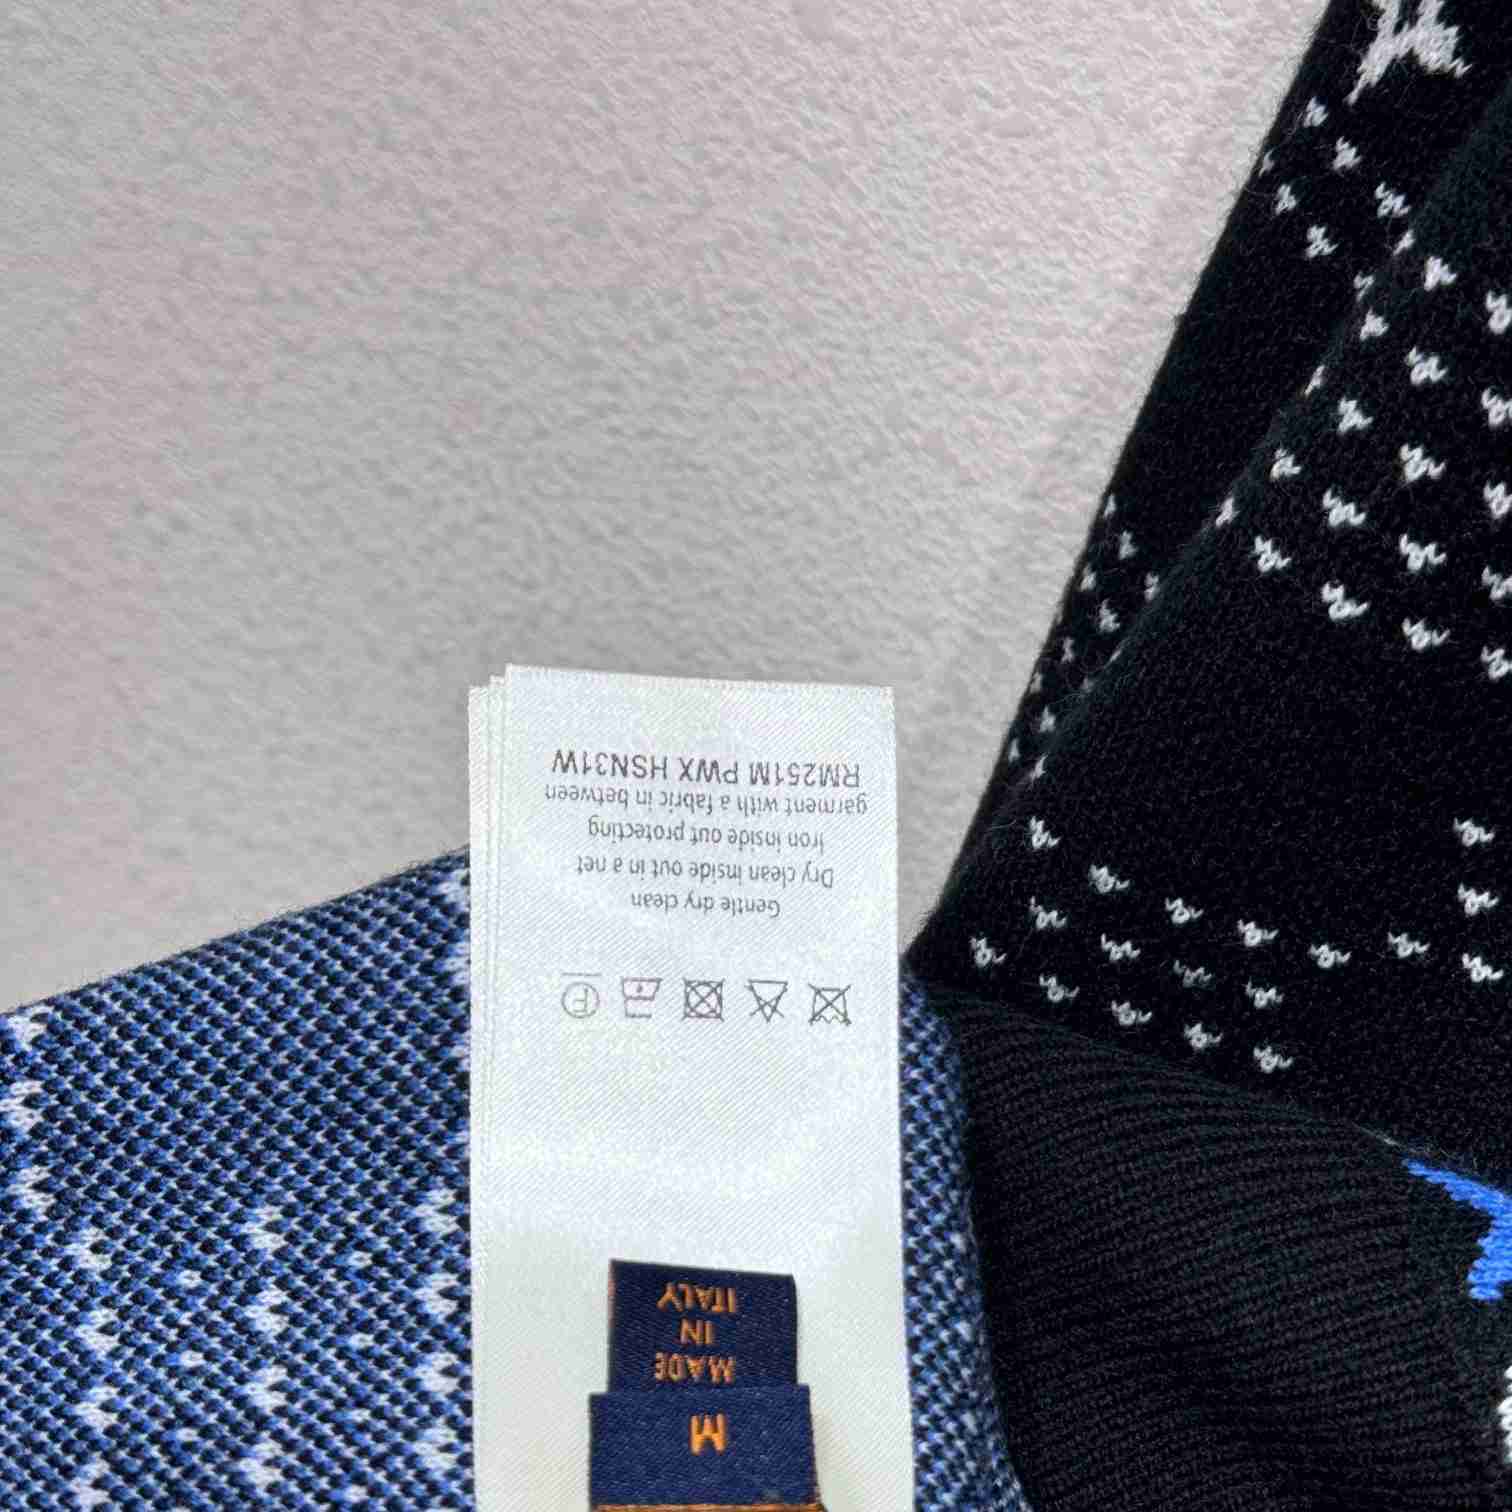 M
MADE
IN
ITALY
Gentle dry clean
Dry clean inside out in a net
Iron inside out protecting
garment with a fabric in between
RM251M PWX HSN31W